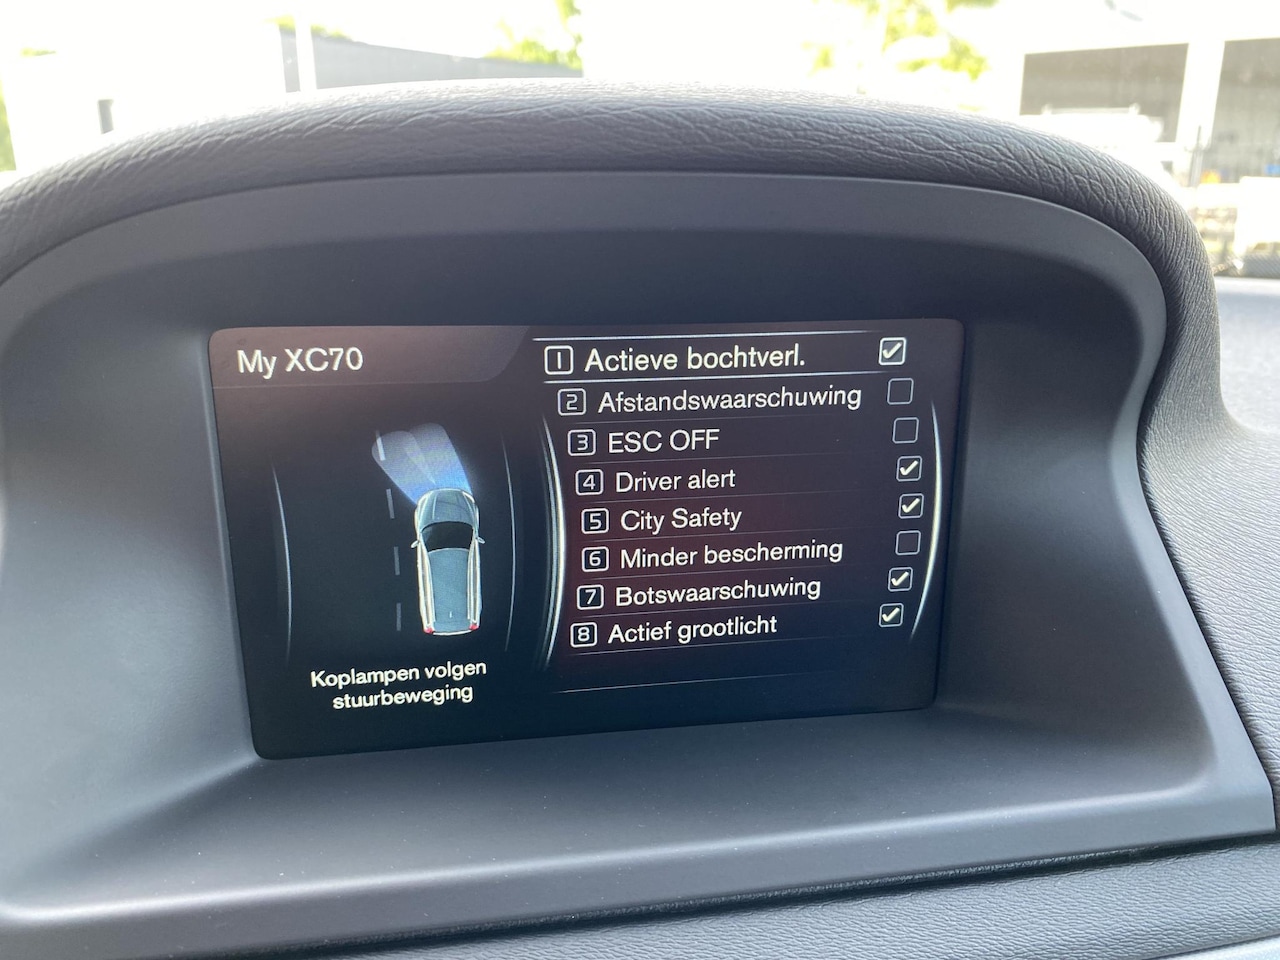 My XC70
1 Actieve bochtverl.
2 Afstandswaarschuwing
3 ESC OFF
4 Driver alert
5 City Safety
6 Minder bescherming
7 Botswaarschuwing
8 Actief grootlicht
Koplampen volgen
stuurbeweging